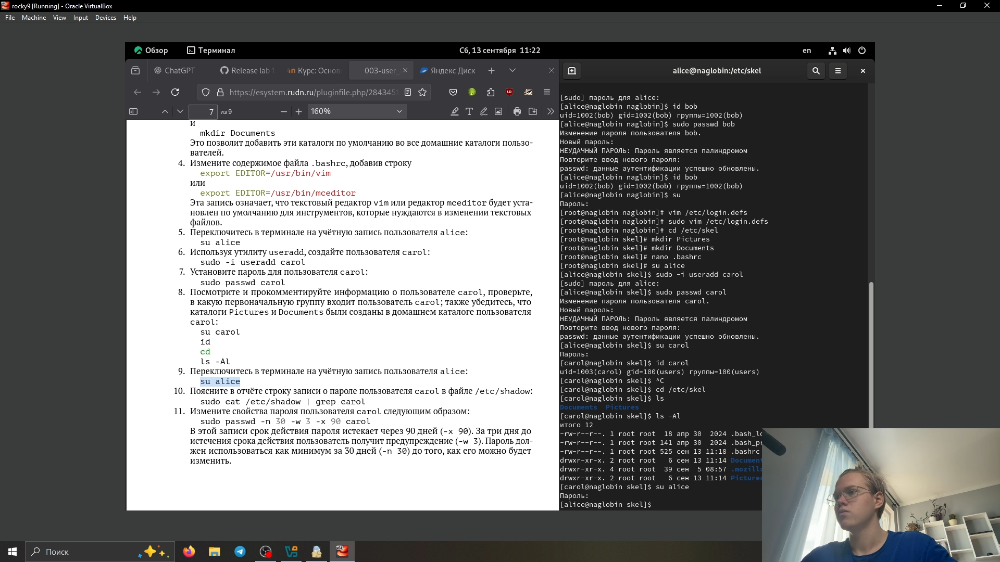 rocky9 [Running] - Oracle VirtualBox
File Machine View Input Devices Help
Обзор Терминал Сб, 13 сентября 11:22 en
ChatGPT Release lab 1 Курс: Основ 003-user_ Яндекс Диск
https://esystem.rudn.ru/pluginfile.php/2843451
7 из 9 160%
и
mkdir Documents
Это позволит добавить эти каталоги по умолчанию во все домашние каталоги пользо-
вателей.
4. Измените содержимое файла .bashrc, добавив строку
export EDITOR=/usr/bin/vim
или
export EDITOR=/usr/bin/mceditor
Эта запись означает, что текстовый редактор vim или редактор mceditor будет уста-
новлен по умолчанию для инструментов, которые нуждаются в изменении текстовых
файлов.
5. Переключитесь в терминале на учётную запись пользователя alice:
su alice
6. Используя утилиту useradd, создайте пользователя carol:
sudo -i useradd carol
7. Установите пароль для пользователя carol:
sudo passwd carol
8. Посмотрите и прокомментируйте информацию о пользователе carol, проверьте,
в какую первоначальную группу входит пользователь carol; также убедитесь, что
каталоги Pictures и Documents были созданы в домашнем каталоге пользователя
carol:
su carol
id
cd
ls -Al
9. Переключитесь в терминале на учётную запись пользователя alice:
su alice
10. Поясните в отчёте строку записи о пароле пользователя carol в файле /etc/shadow:
sudo cat /etc/shadow | grep carol
11. Измените свойства пароля пользователя carol следующим образом:
sudo passwd -n 30 -w 3 -x 90 carol
В этой записи срок действия пароля истекает через 90 дней (-x 90). За три дня до
истечения срока действия пользователь получит предупреждение (-w 3). Пароль дол-
жен использоваться как минимум за 30 дней (-n 30) до того, как его можно будет
изменить.
alice@naglobin:/etc/skel
[sudo] пароль для alice:
[alice@naglobin naglobin]$ id bob
uid=1002(bob) gid=1002(bob) группы=1002(bob)
[alice@naglobin naglobin]$ sudo passwd bob
Изменение пароля пользователя bob.
Новый пароль:
НЕУДАЧНЫЙ ПАРОЛЬ: Пароль является палиндромом
Повторите ввод нового пароля:
passwd: данные аутентификации успешно обновлены.
[alice@naglobin naglobin]$ id bob
uid=1002(bob) gid=1002(bob) группы=1002(bob)
[alice@naglobin naglobin]$ su
Пароль:
[root@naglobin naglobin]# vim /etc/login.defs
[root@naglobin naglobin]# sudo vim /etc/login.defs
[root@naglobin naglobin]# cd /etc/skel
[root@naglobin skel]# mkdir Pictures
[root@naglobin skel]# mkdir Documents
[root@naglobin skel]# nano .bashrc
[root@naglobin skel]# su alice
[alice@naglobin skel]$ sudo -i useradd carol
[sudo] пароль для alice:
[alice@naglobin skel]$ sudo passwd carol
Изменение пароля пользователя carol.
Новый пароль:
НЕУДАЧНЫЙ ПАРОЛЬ: Пароль является палиндромом
Повторите ввод нового пароля:
passwd: данные аутентификации успешно обновлены.
[alice@naglobin skel]$ su carol
Пароль:
[carol@naglobin skel]$ id carol
uid=1003(carol) gid=100(users) группы=100(users)
[carol@naglobin skel]$ ^C
[carol@naglobin skel]$ cd /etc/skel
[carol@naglobin skel]$ ls
Documents Pictures
[carol@naglobin skel]$ ls -Al
итого 12
-rw-r--r--. 1 root root 18 апр 30 2024 .bash_lo
-rw-r--r--. 1 root root 141 апр 30 2024 .bash_pr
-rw-r--r--. 1 root root 525 сен 13 11:18 .bashrc
drwxr-xr-x. 2 root root 6 сен 13 11:14 Document
drwxr-xr-x. 4 root root 39 сен 5 08:57 .mozilla
drwxr-xr-x. 2 root root 6 сен 13 11:14 Pictures
[carol@naglobin skel]$ su alice
Пароль:
[alice@naglobin skel]$
Поиск